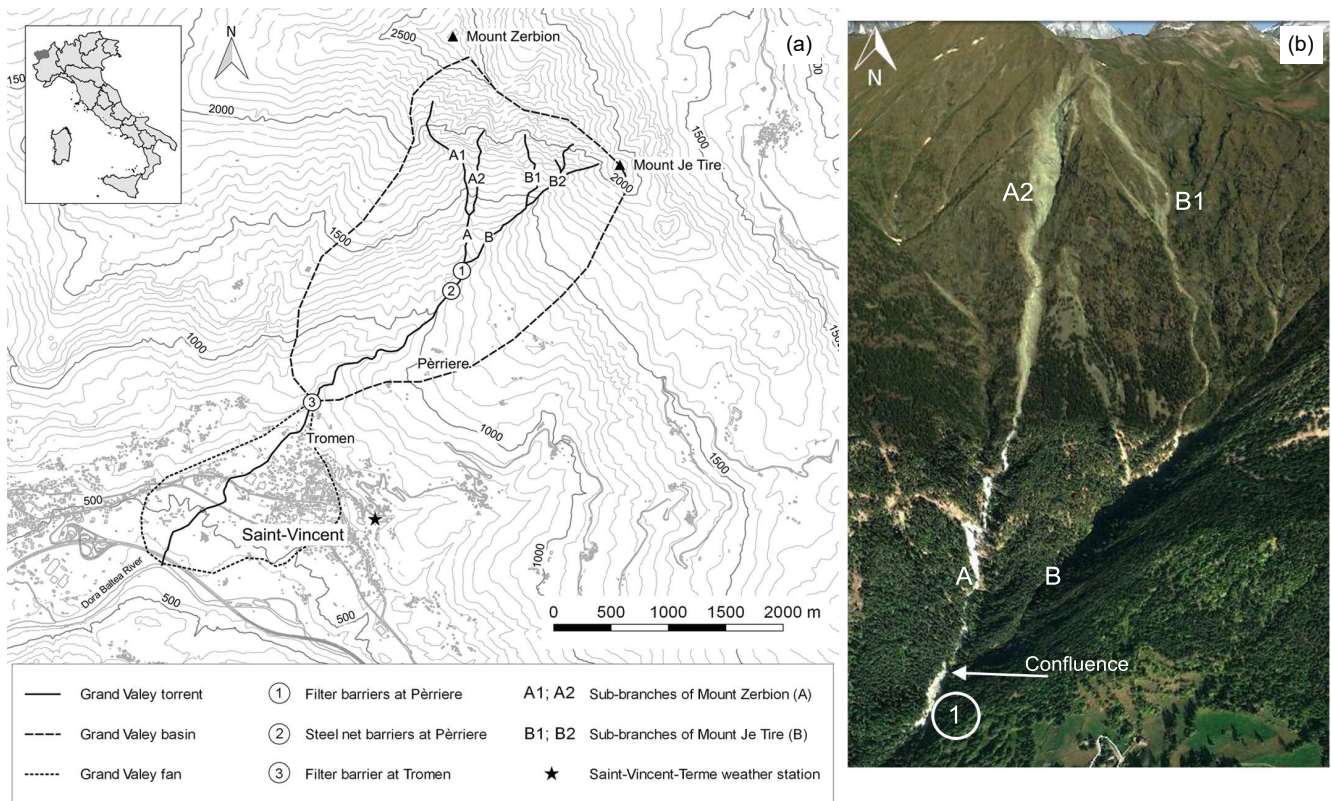 2500
Mount Zerbion
(a)
N
2000
1500
Mount Je Tire
2000
A1
A2
B1
B2
1500
A
B
1
2
1000
Pèrriere
3
Tromen
1000
1500
500
Saint-Vincent
Dora Baltea River
500
500
1000
0 500 1000 1500 2000 m
Grand Valey torrent
1 Filter barriers at Pèrriere
A1; A2 Sub-branches of Mount Zerbion (A)
Grand Valey basin
2 Steel net barriers at Pèrriere
B1; B2 Sub-branches of Mount Je Tire (B)
Grand Valey fan
3 Filter barrier at Tromen
Saint-Vincent-Terme weather station
(b)
N
A2
B1
A
B
Confluence
1